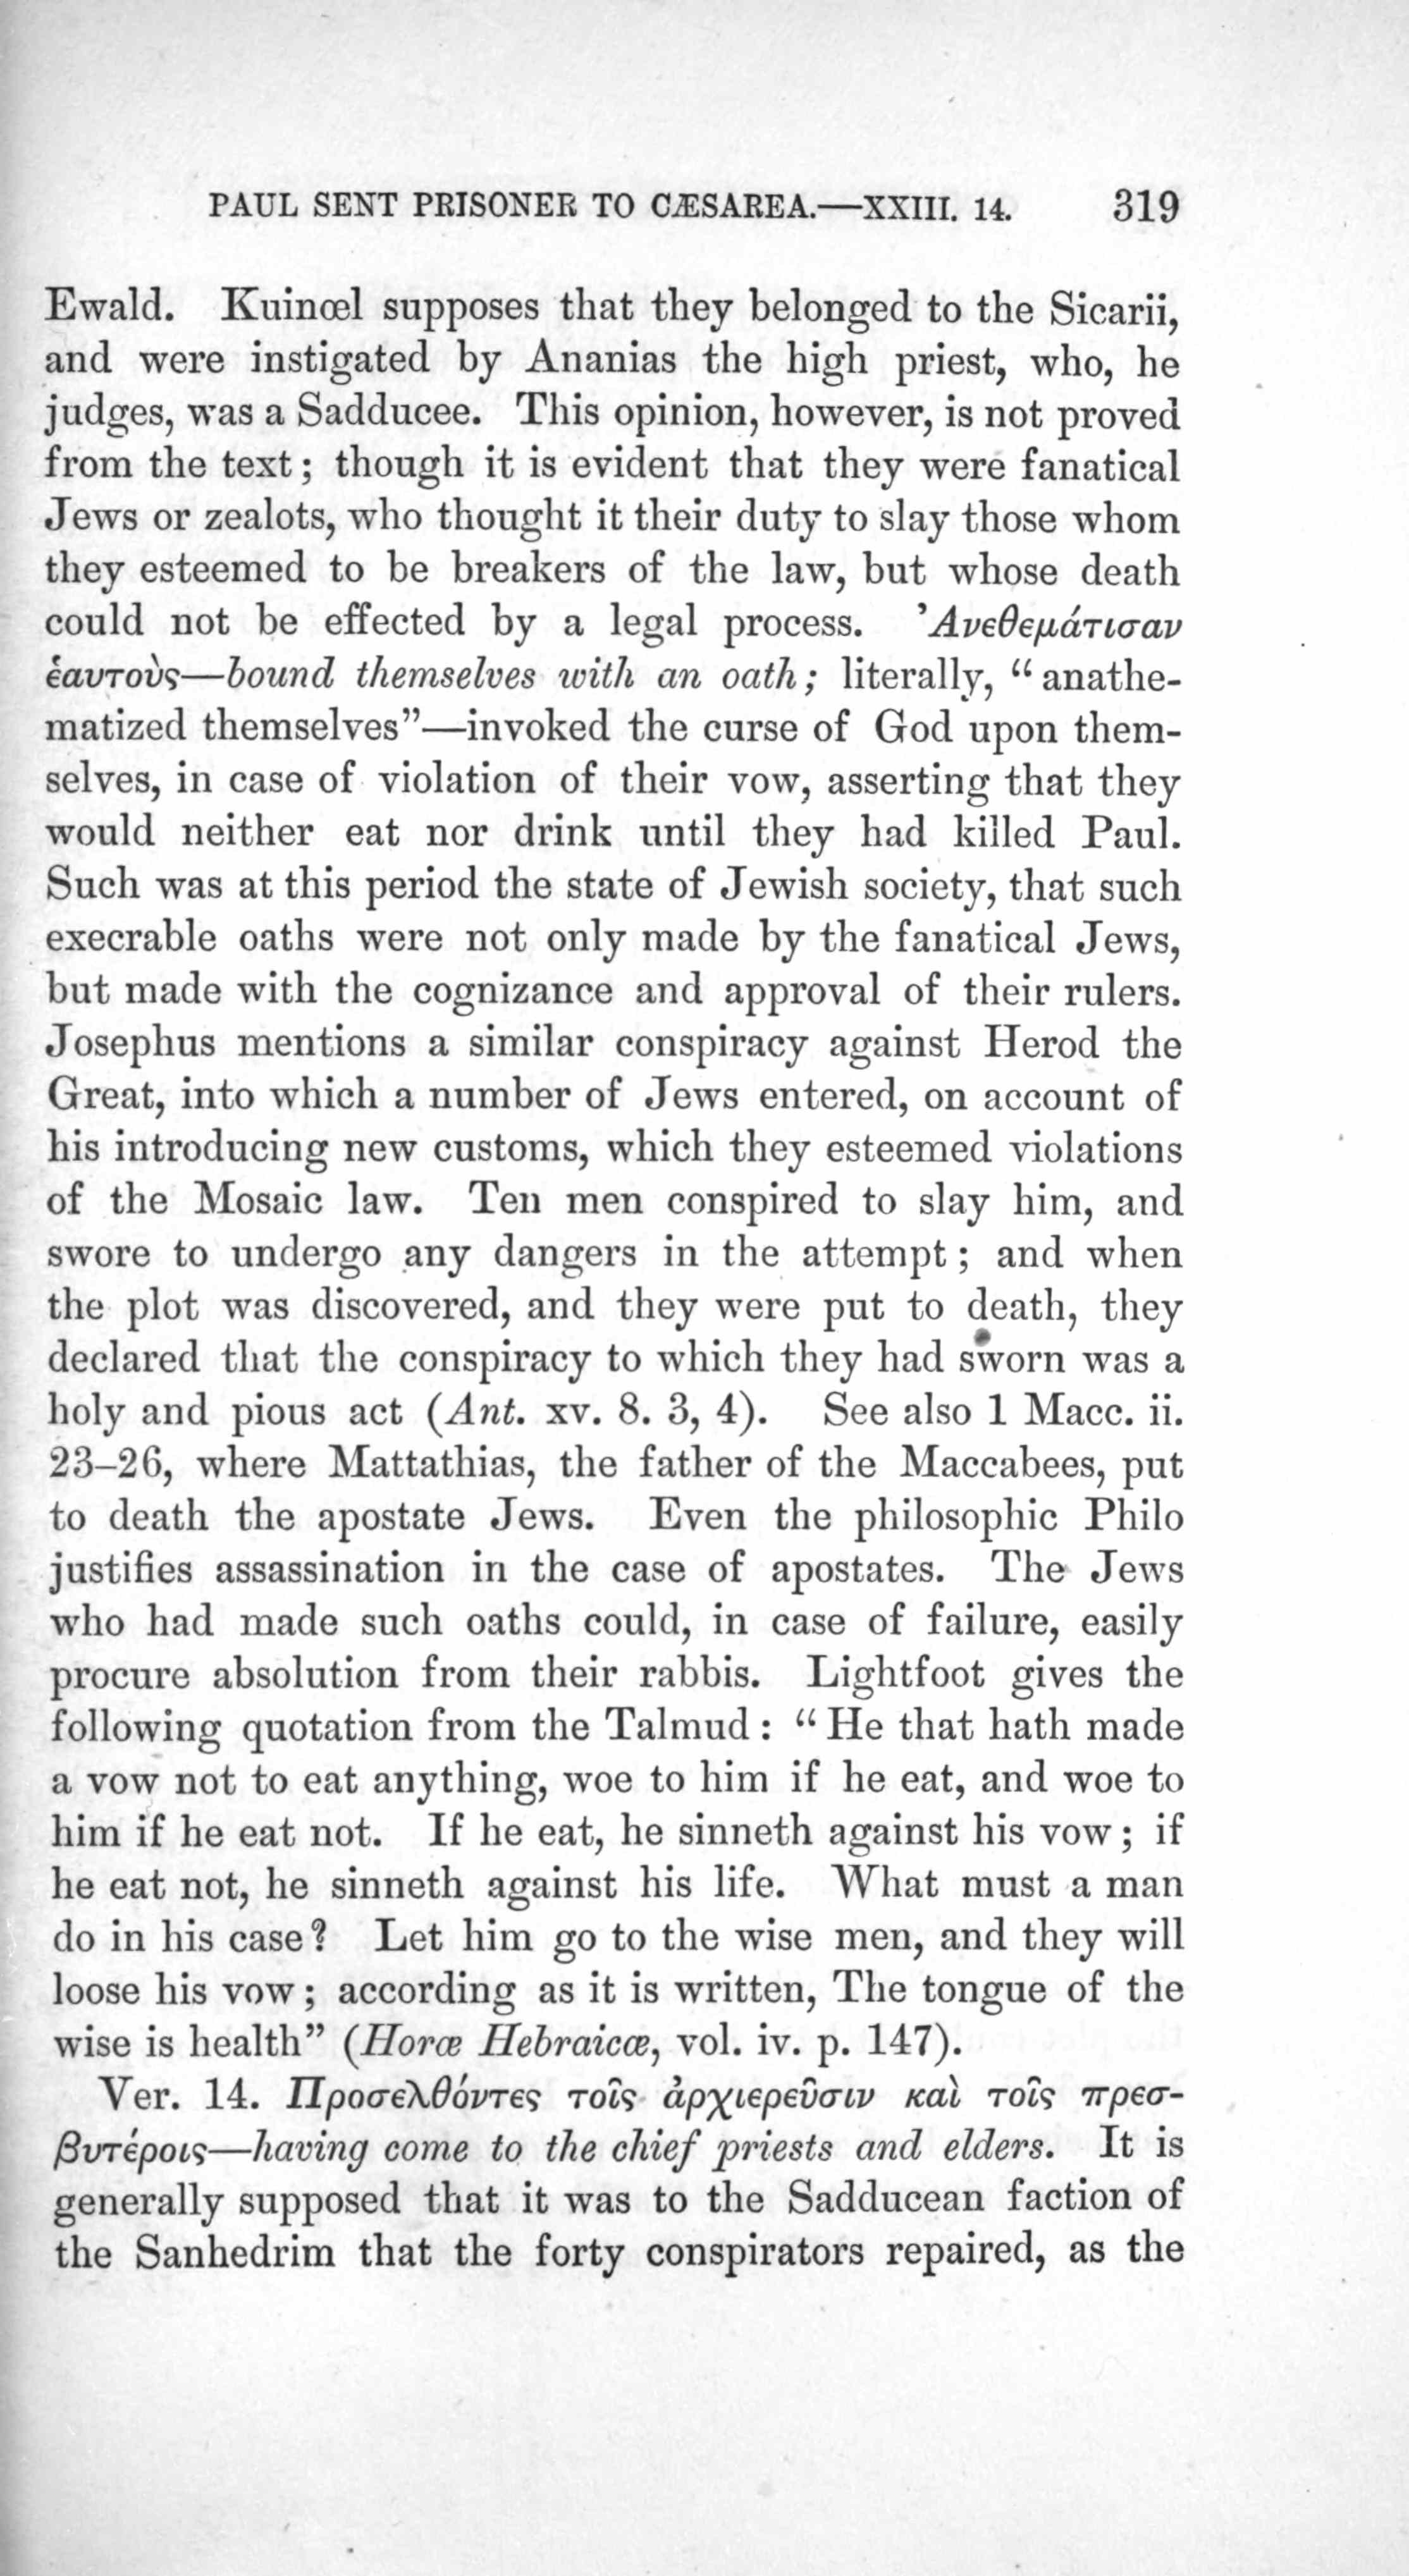 PAUL SENT PRISONER TO CÆSAREA.—XXIII. 14. 319
Ewald. Kuinœl supposes that they belonged to the Sicarii,
and were instigated by Ananias the high priest, who, he
judges, was a Sadducee. This opinion, however, is not proved
from the text; though it is evident that they were fanatical
Jews or zealots, who thought it their duty to slay those whom
they esteemed to be breakers of the law, but whose death
could not be effected by a legal process. Ἀνεθεμάτισαν
ἑαυτοὺς—bound themselves with an oath; literally, “anathe-
matized themselves”—invoked the curse of God upon them-
selves, in case of violation of their vow, asserting that they
would neither eat nor drink until they had killed Paul.
Such was at this period the state of Jewish society, that such
execrable oaths were not only made by the fanatical Jews,
but made with the cognizance and approval of their rulers.
Josephus mentions a similar conspiracy against Herod the
Great, into which a number of Jews entered, on account of
his introducing new customs, which they esteemed violations
of the Mosaic law. Ten men conspired to slay him, and
swore to undergo any dangers in the attempt; and when
the plot was discovered, and they were put to death, they
declared that the conspiracy to which they had sworn was a
holy and pious act (Ant. xv. 8. 3, 4). See also 1 Macc. ii.
23–26, where Mattathias, the father of the Maccabees, put
to death the apostate Jews. Even the philosophic Philo
justifies assassination in the case of apostates. The Jews
who had made such oaths could, in case of failure, easily
procure absolution from their rabbis. Lightfoot gives the
following quotation from the Talmud: “He that hath made
a vow not to eat anything, woe to him if he eat, and woe to
him if he eat not. If he eat, he sinneth against his vow; if
he eat not, he sinneth against his life. What must a man
do in his case? Let him go to the wise men, and they will
loose his vow; according as it is written, The tongue of the
wise is health” (Horæ Hebraicæ, vol. iv. p. 147).
Ver. 14. Προσελθόντες τοῖς ἀρχιερεῦσιν καὶ τοῖς πρεσ-
βυτέροις—having come to the chief priests and elders. It is
generally supposed that it was to the Sadducean faction of
the Sanhedrim that the forty conspirators repaired, as the